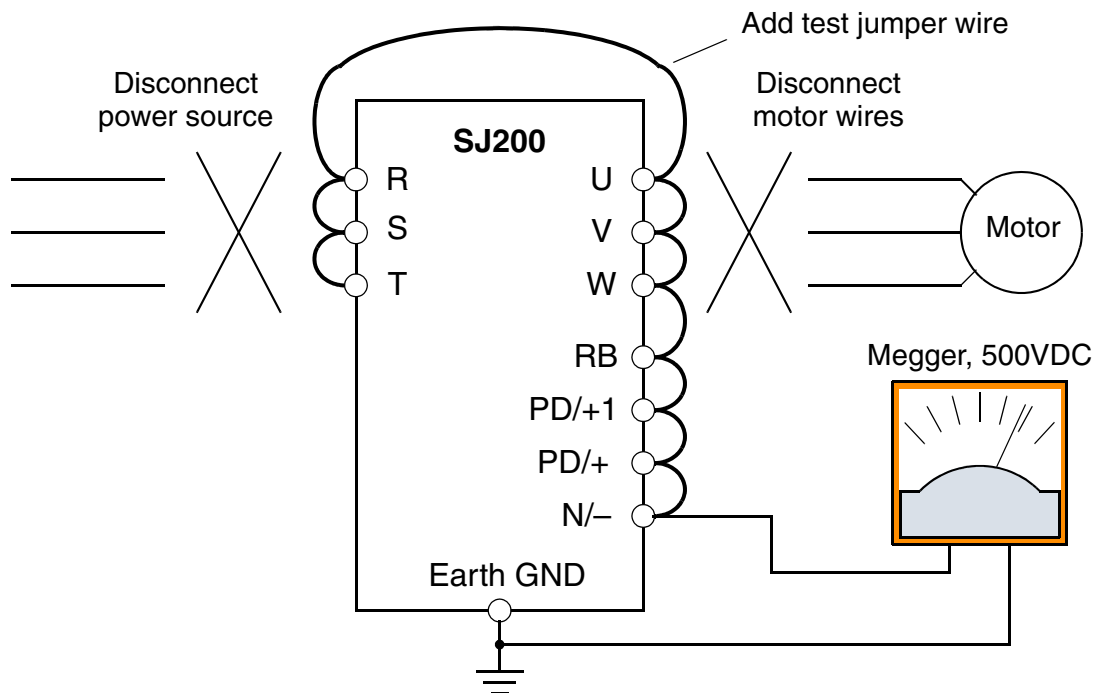 Add test jumper wire
Disconnect
power source
Disconnect
motor wires
SJ200
R
U
S
V
T
W
Motor
RB
Megger, 500VDC
PD/+1
PD/+
N/–
Earth GND